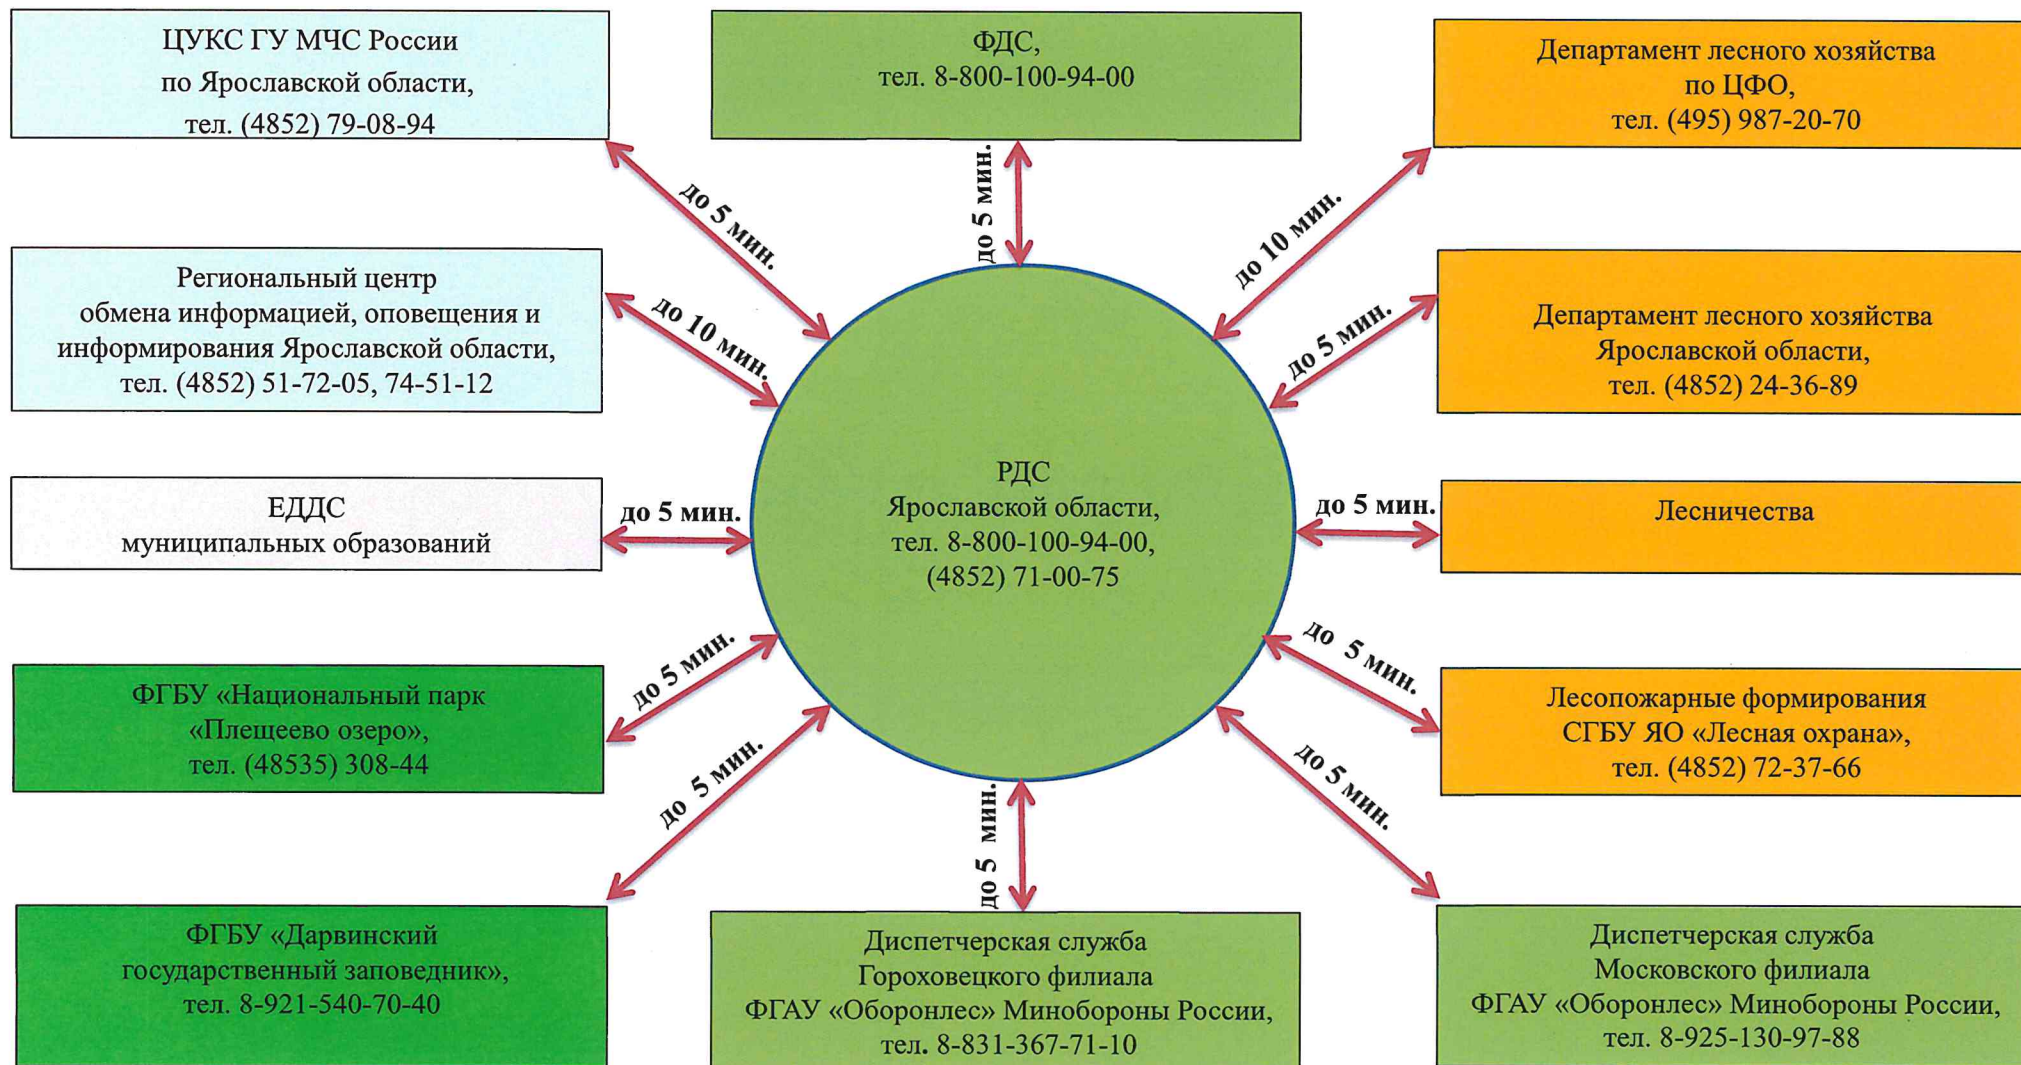 ЦУКС ГУ МЧС России
по Ярославской области,
тел. (4852) 79-08-94
ФДС,
тел. 8-800-100-94-00
Департамент лесного хозяйства
по ЦФО,
тел. (495) 987-20-70
до 5 мин.
до 5 мин.
до 10 мин.
Региональный центр
обмена информацией, оповещения и
информирования Ярославской области,
тел. (4852) 51-72-05, 74-51-12
до 10 мин.
до 5 мин.
Департамент лесного хозяйства
Ярославской области,
тел. (4852) 24-36-89
ЕДДС
муниципальных образований
до 5 мин.
РДС
Ярославской области,
тел. 8-800-100-94-00,
(4852) 71-00-75
до 5 мин.
Лесничества
ФГБУ «Национальный парк
«Плещеево озеро»,
тел. (48535) 308-44
до 5 мин.
до 5 мин.
Лесопожарные формирования
СГБУ ЯО «Лесная охрана»,
тел. (4852) 72-37-66
до 5 мин.
до 5 мин.
до 5 мин.
ФГБУ «Дарвинский
государственный заповедник»,
тел. 8-921-540-70-40
Диспетчерская служба
Гороховецкого филиала
ФГАУ «Оборонлес» Минобороны России,
тел. 8-831-367-71-10
Диспетчерская служба
Московского филиала
ФГАУ «Оборонлес» Минобороны России,
тел. 8-925-130-97-88